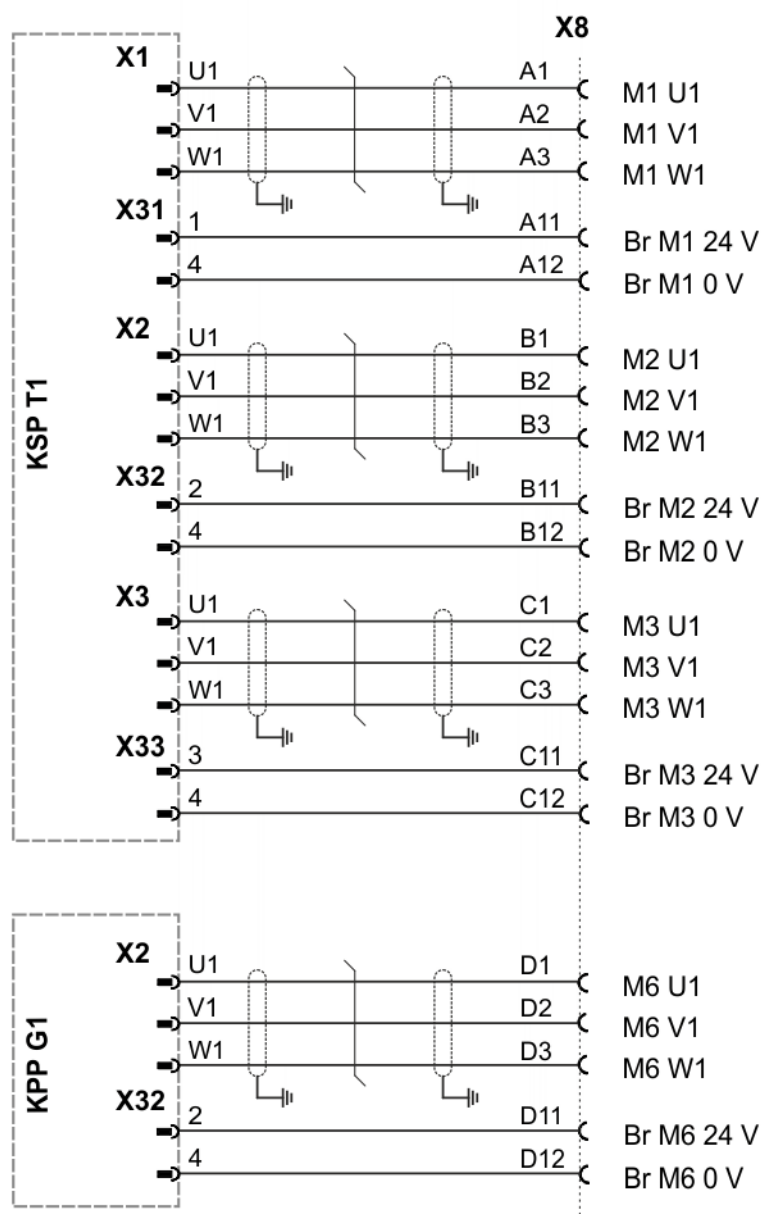 X8
X1
U1 A1 M1 U1
V1 A2 M1 V1
W1 A3 M1 W1
X31
1 A11 Br M1 24 V
4 A12 Br M1 0 V
X2
U1 B1 M2 U1
V1 B2 M2 V1
W1 B3 M2 W1
KSP T1
X32
2 B11 Br M2 24 V
4 B12 Br M2 0 V
X3
U1 C1 M3 U1
V1 C2 M3 V1
W1 C3 M3 W1
X33
3 C11 Br M3 24 V
4 C12 Br M3 0 V
X2
U1 D1 M6 U1
V1 D2 M6 V1
W1 D3 M6 W1
KPP G1
X32
2 D11 Br M6 24 V
4 D12 Br M6 0 V